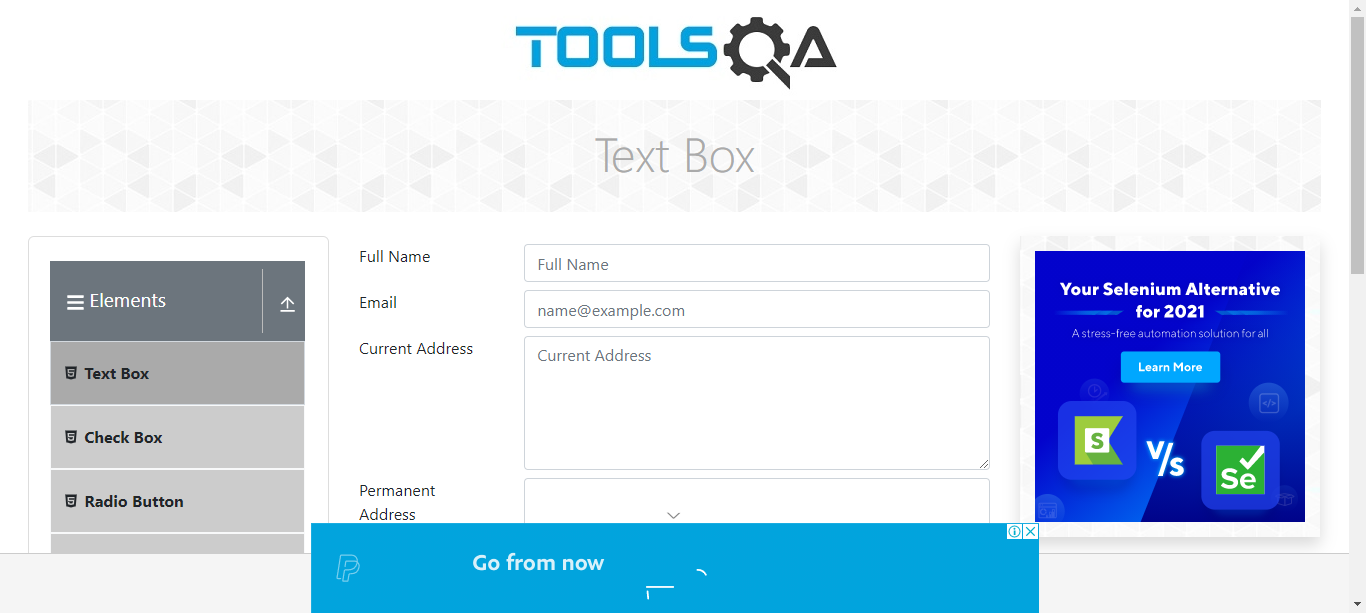 TOOLSQA
Text Box
Elements
Text Box
Check Box
Radio Button
Full Name
Full Name
Email
name@example.com
Current Address
Current Address
Permanent
Address
Your Selenium Alternative
for 2021
A stress-free automation solution for all
Learn More
S
V/s
Se
Go from now